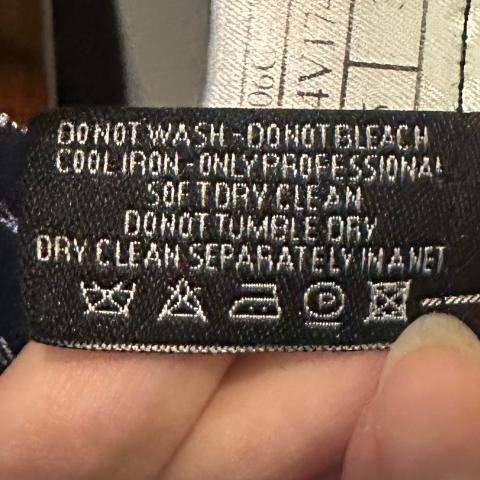 4V174
DO NOT WASH - DO NOT BLEACH
COOL IRON - ONLY PROFESSIONAL
SOFT DRY CLEAN
DO NOT TUMBLE DRY
DRY CLEAN SEPARATELY IN A NET
P